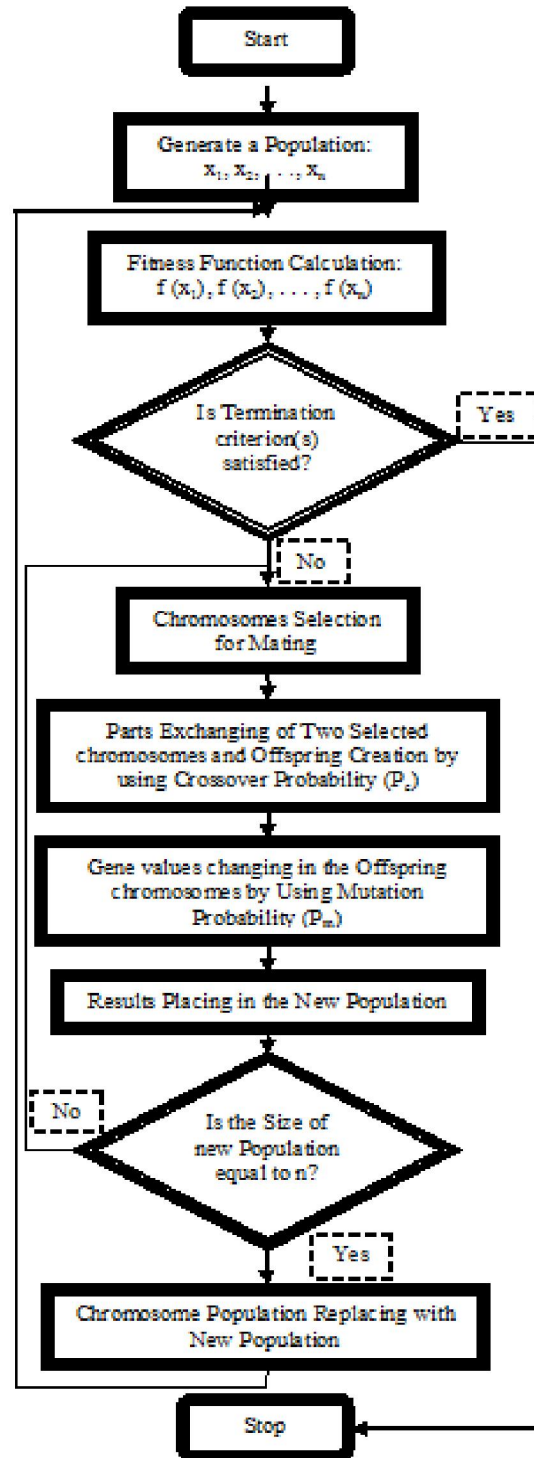 Start
Generate a Population:
x₁, x₂, . . ., xₙ
Fitness Function Calculation:
f (x₁), f (x₂), . . . , f (xₙ)
Is Termination
criterion(s)
satisfied?
Yes
No
Chromosomes Selection
for Mating
Parts Exchanging of Two Selected
chromosomes and Offspring Creation by
using Crossover Probability (P꜀)
Gene values changing in the Offspring
chromosomes by Using Mutation
Probability (Pₘ)
Results Placing in the New Population
No
Is the Size of
new Population
equal to n?
Yes
Chromosome Population Replacing with
New Population
Stop